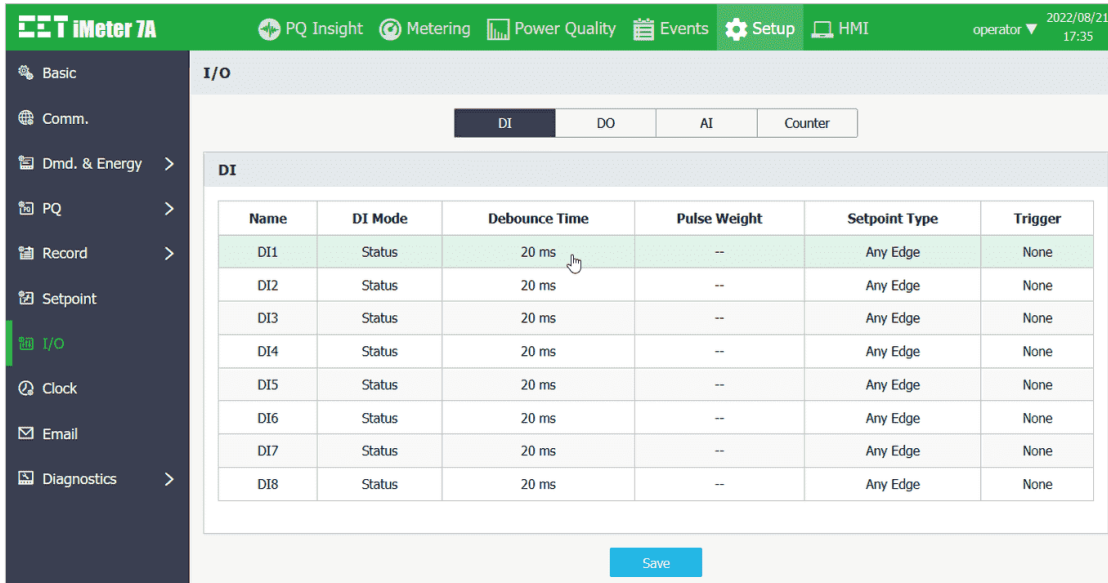 CET iMeter 7A PQ Insight Metering Power Quality Events Setup HMI operator ▼ 2022/08/21 17:35
Basic
Comm.
Dmd. & Energy
PQ
Record
Setpoint
I/O
Clock
Email
Diagnostics
I/O
DI DO AI Counter
DI
Name DI Mode Debounce Time Pulse Weight Setpoint Type Trigger
DI1 Status 20 ms -- Any Edge None
DI2 Status 20 ms -- Any Edge None
DI3 Status 20 ms -- Any Edge None
DI4 Status 20 ms -- Any Edge None
DI5 Status 20 ms -- Any Edge None
DI6 Status 20 ms -- Any Edge None
DI7 Status 20 ms -- Any Edge None
DI8 Status 20 ms -- Any Edge None
Save